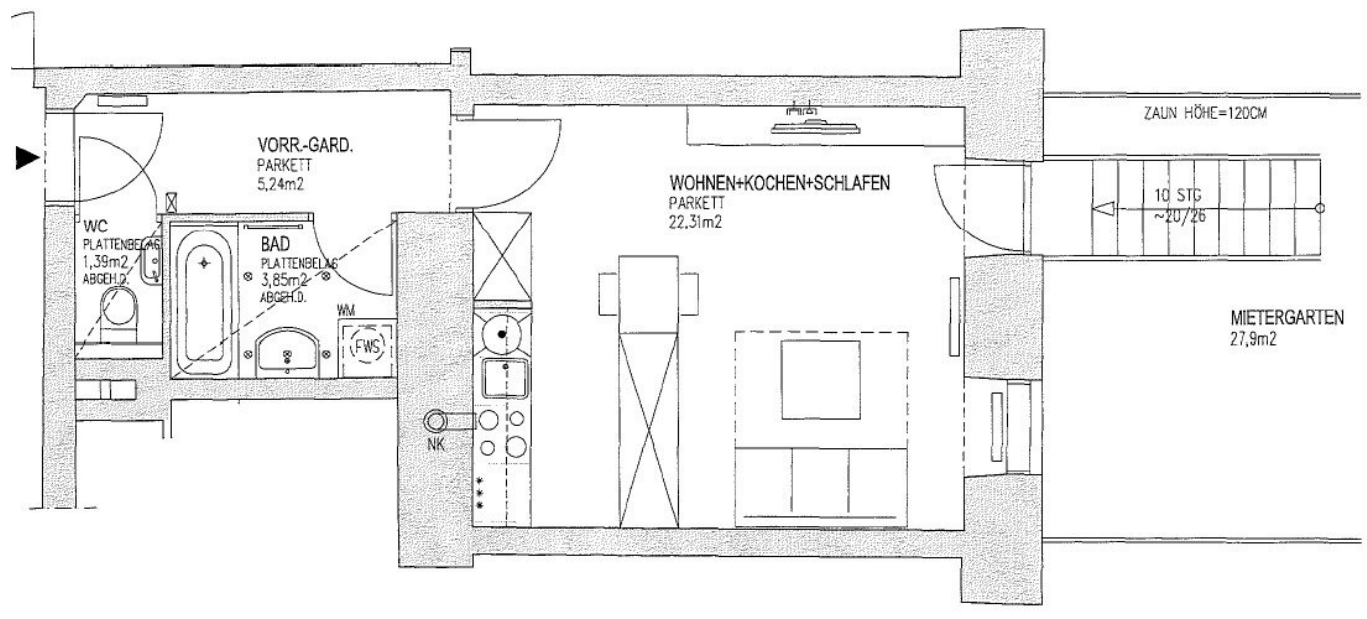 ZAUN HÖHE=120CM
VORR.-GARD.
PARKETT
5,24m2
WOHNEN+KOCHEN+SCHLAFEN
PARKETT
22,31m2
10 STG
~20/26
WC
PLATTENBELAG
1,39m2
ABGEH.D.
BAD
PLATTENBELAG
3,85m2
ABGEH.D.
WM
FWS
MIETERGARTEN
27,9m2
NK